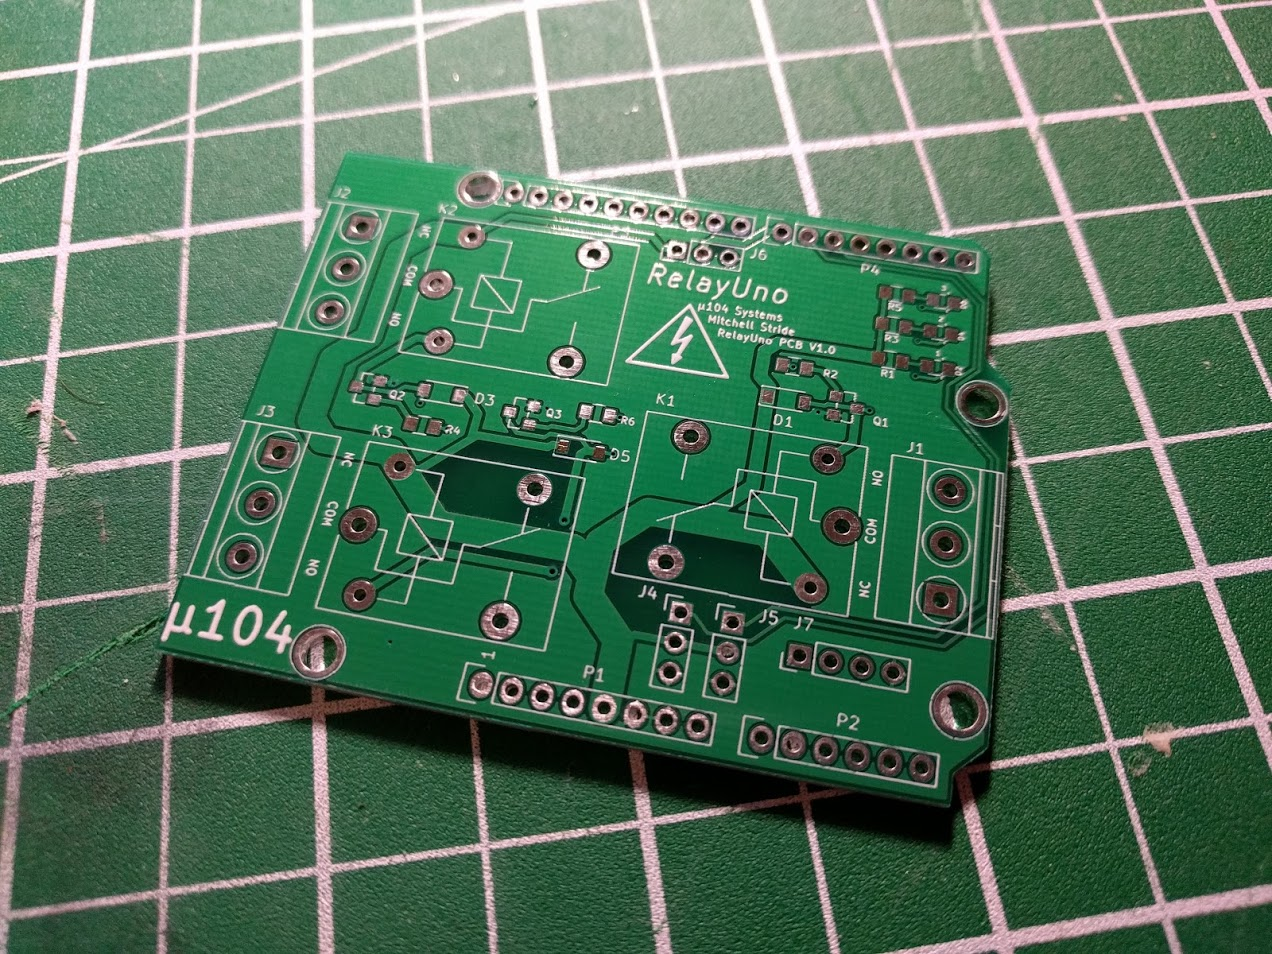 J2
K2
NC
COM
NO
J6
P4
RelayUno
µ104 Systems
Mitchell Stride
RelayUno PCB V1.0
R5
R3
R1
R2
Q2
D3
Q3
R6
R4
D5
K1
D1
Q1
J3
K3
NC
COM
NO
J1
NO
COM
NC
J4
J5
J7
µ104
1
P1
P2